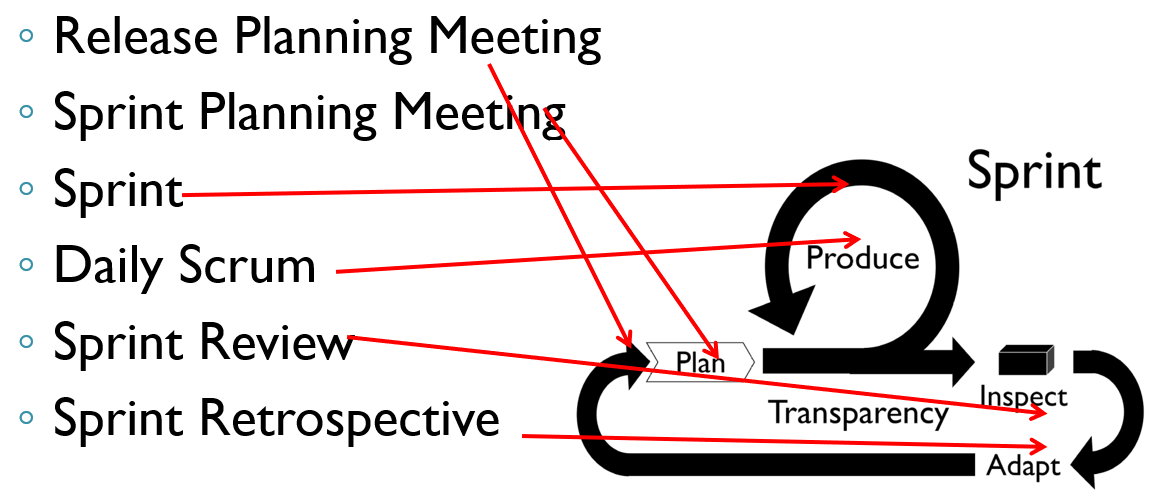 Release Planning Meeting
Sprint Planning Meeting
Sprint
Daily Scrum
Sprint Review
Sprint Retrospective
Sprint
Produce
Plan
Inspect
Transparency
Adapt